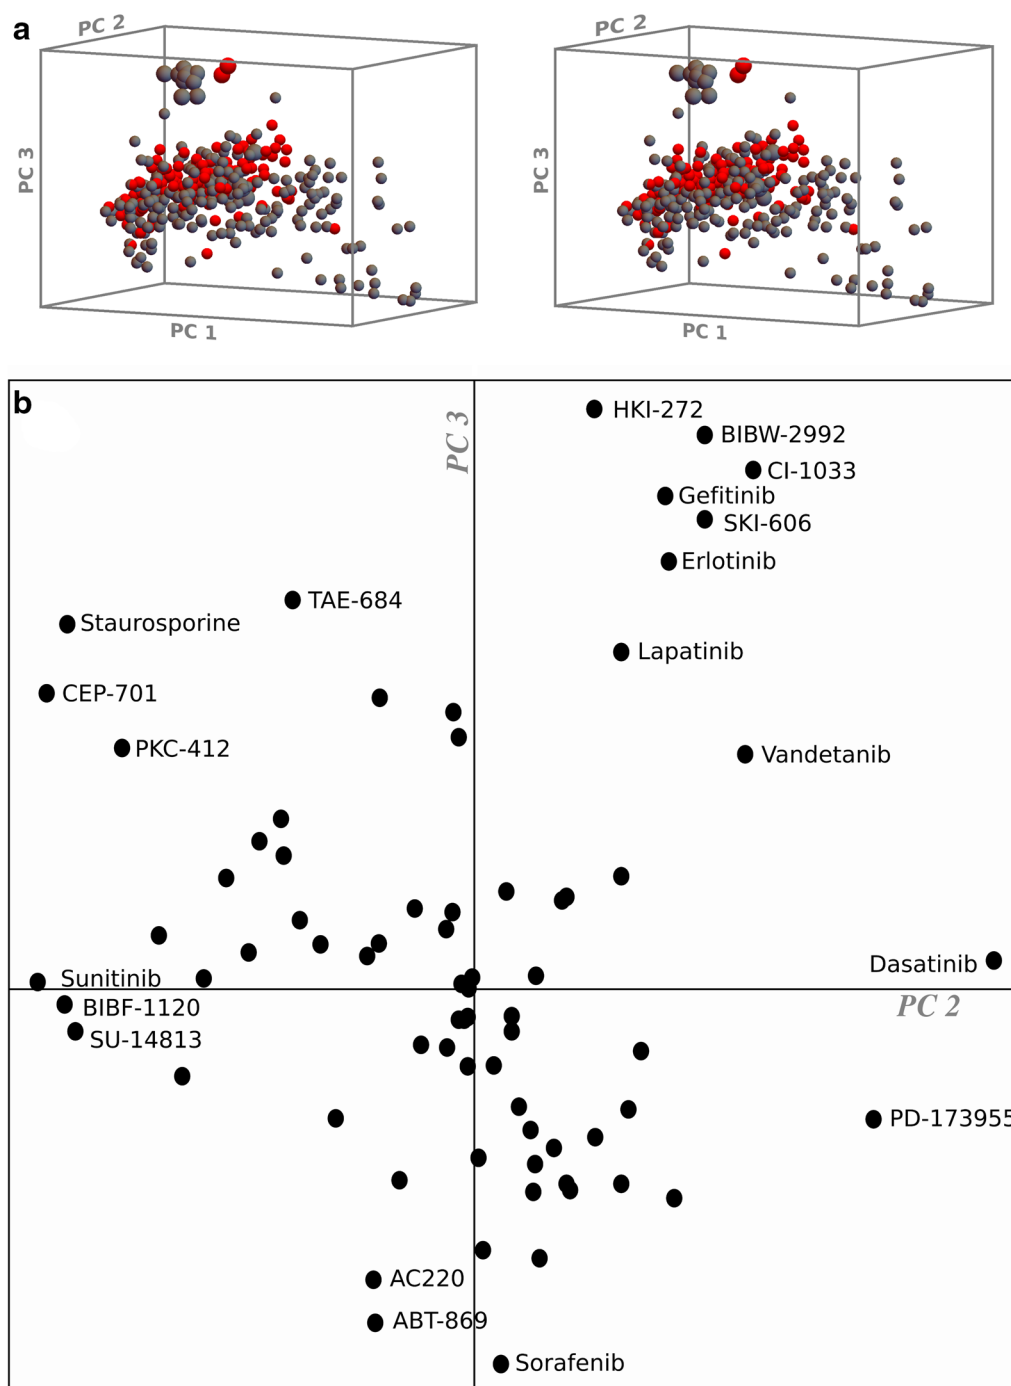 a
PC 2
PC 3
PC 1
PC 2
PC 3
PC 1
b
PC 3
HKI-272
BIBW-2992
CI-1033
Gefitinib
SKI-606
Erlotinib
TAE-684
Staurosporine
Lapatinib
CEP-701
PKC-412
Vandetanib
Dasatinib
Sunitinib
PC 2
BIBF-1120
SU-14813
PD-173955
AC220
ABT-869
Sorafenib